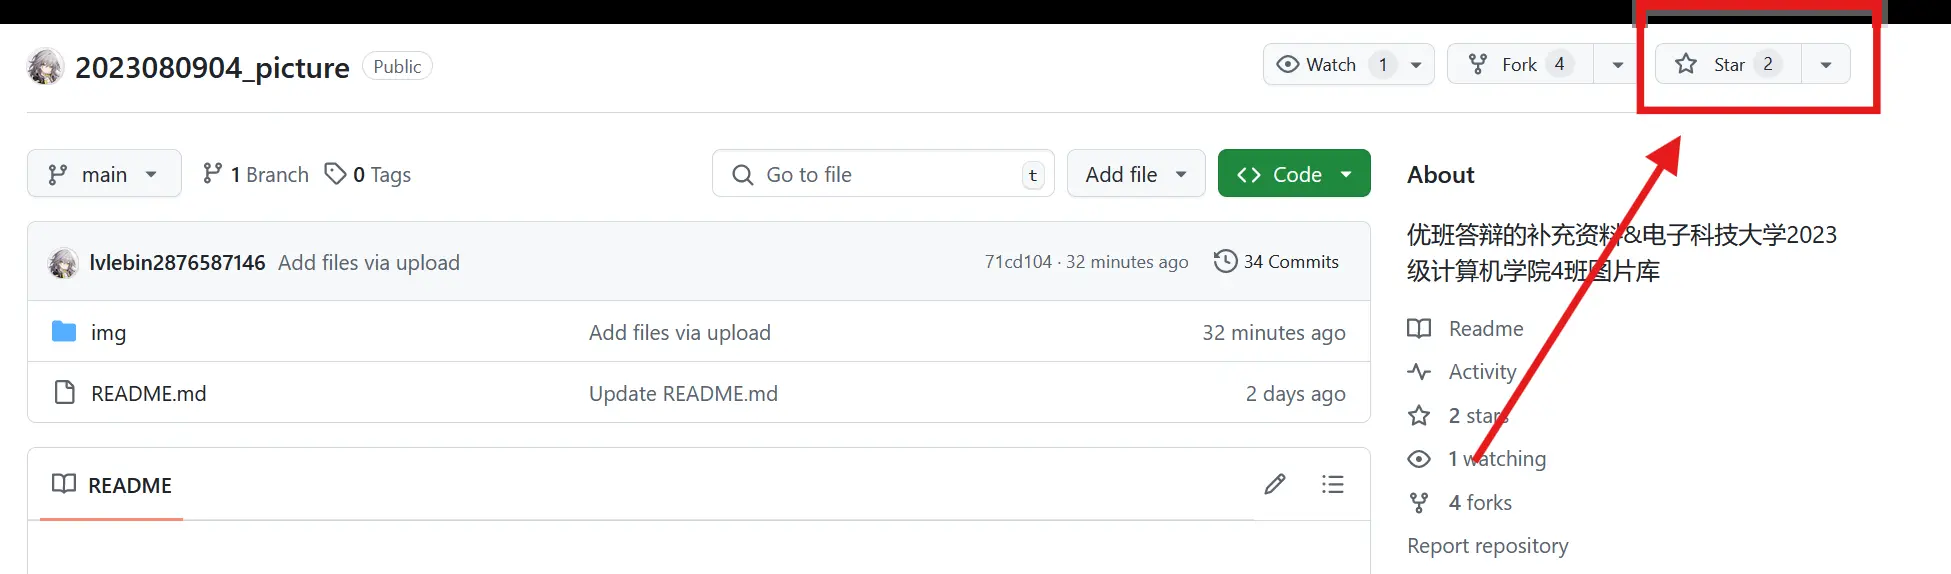 2023080904_picture Public
Watch 1
Fork 4
Star 2
main
1 Branch
0 Tags
Go to file t
Add file
Code
lvlebin2876587146 Add files via upload
71cd104 · 32 minutes ago
34 Commits
img Add files via upload 32 minutes ago
README.md Update README.md 2 days ago
README
About
优班答辩的补充资料&电子科技大学2023
级计算机学院4班图片库
Readme
Activity
2 stars
1 watching
4 forks
Report repository